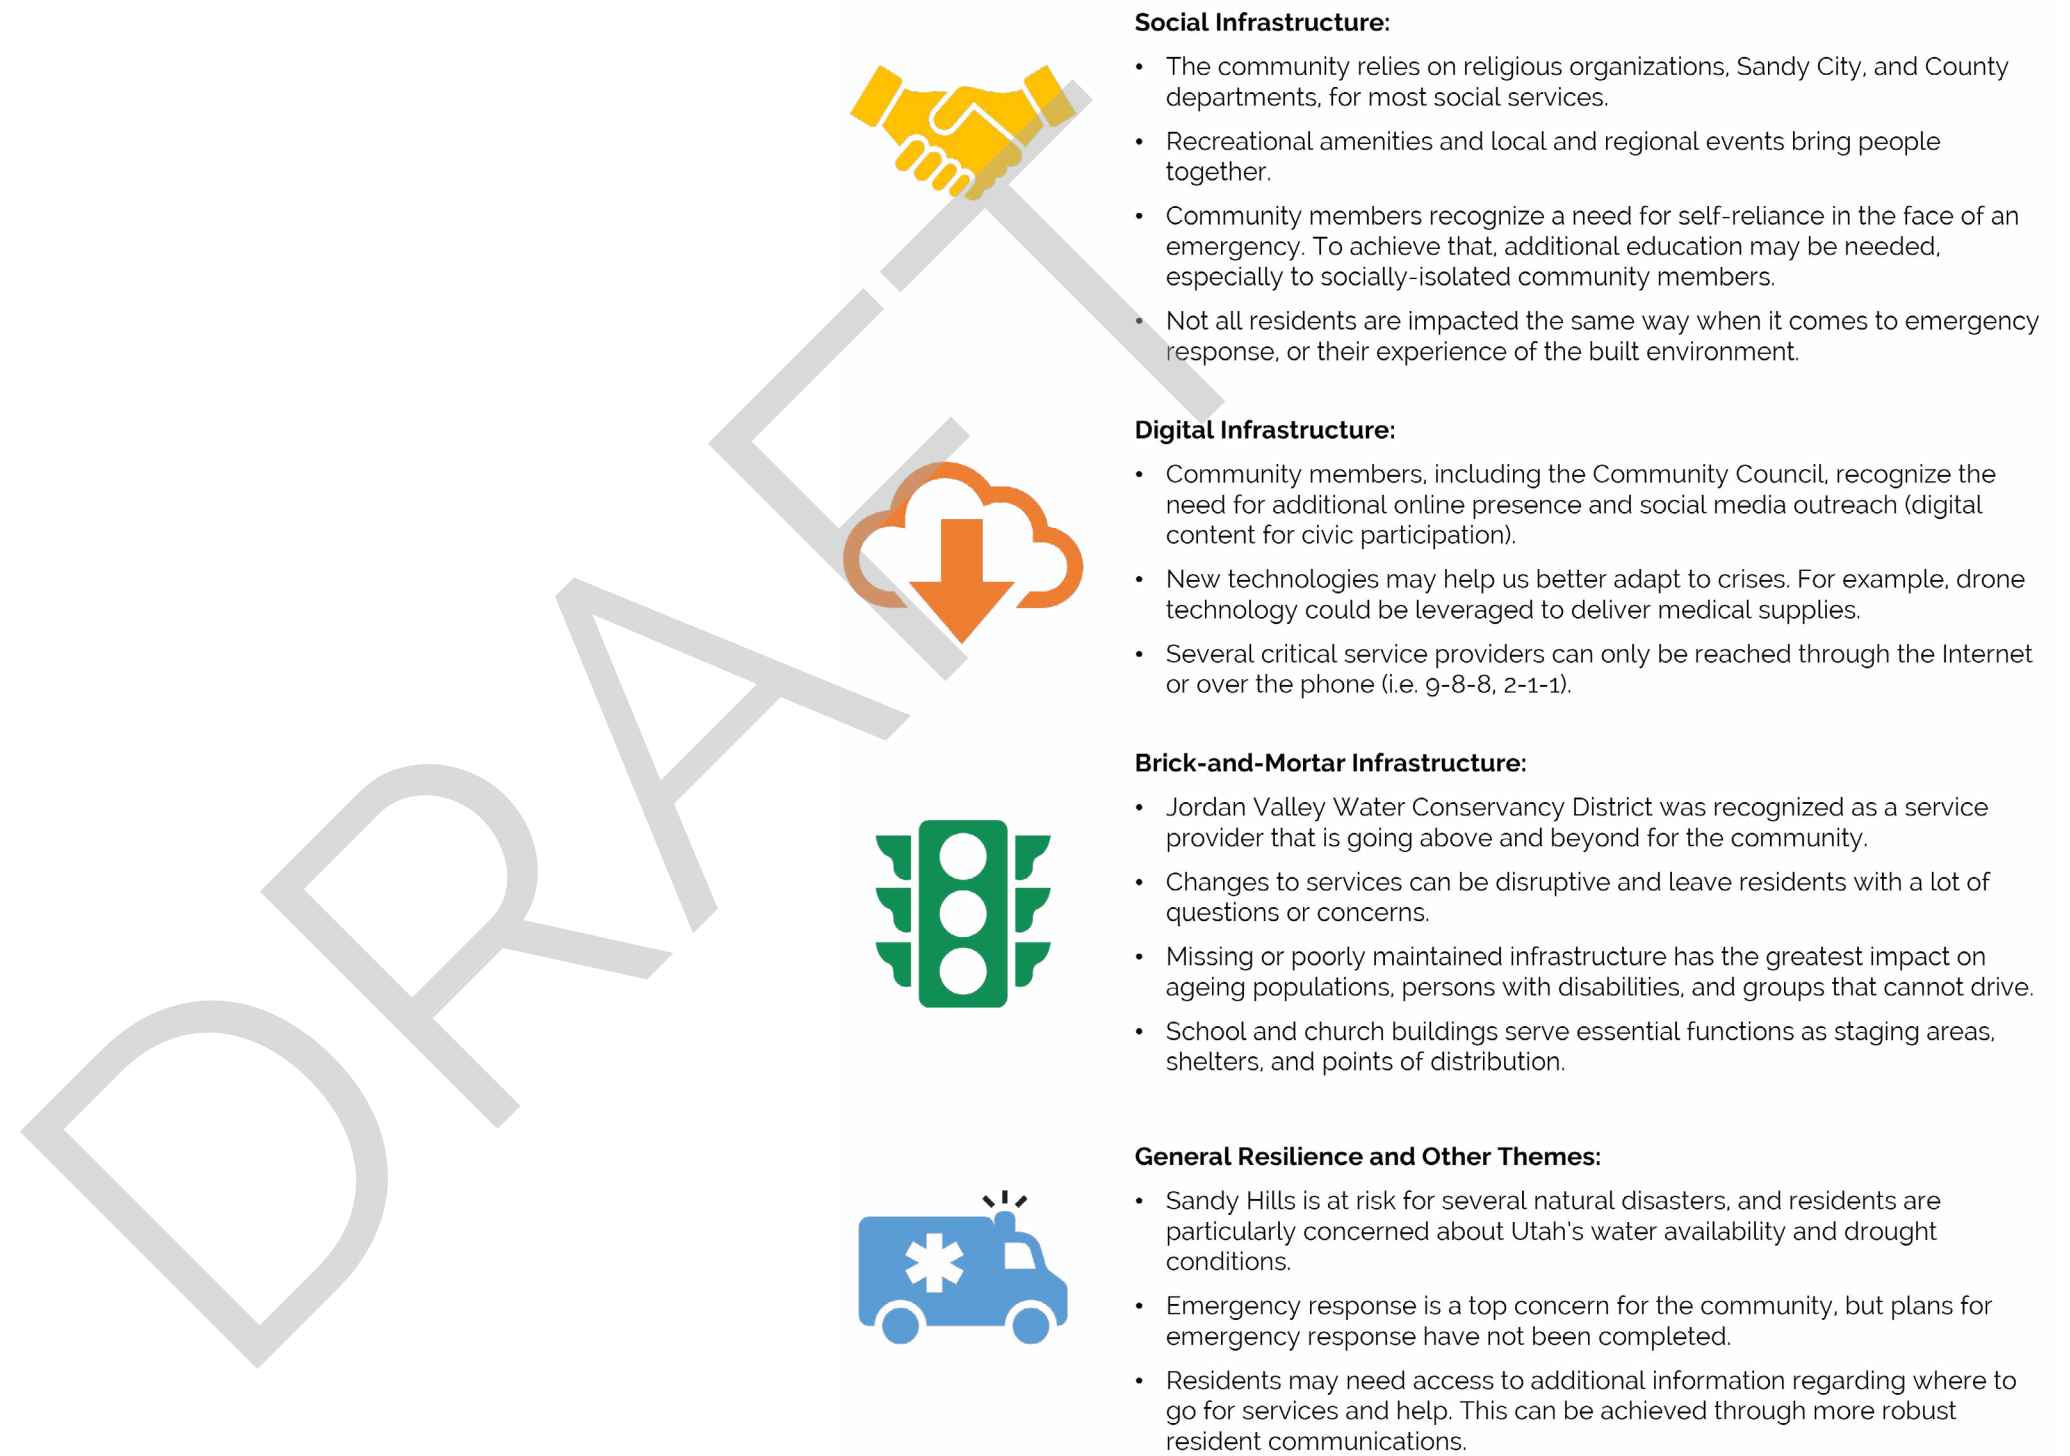 Social Infrastructure:
• The community relies on religious organizations, Sandy City, and County
departments, for most social services.
• Recreational amenities and local and regional events bring people
together.
• Community members recognize a need for self-reliance in the face of an
emergency. To achieve that, additional education may be needed,
especially to socially-isolated community members.
• Not all residents are impacted the same way when it comes to emergency
response, or their experience of the built environment.
Digital Infrastructure:
• Community members, including the Community Council, recognize the
need for additional online presence and social media outreach (digital
content for civic participation).
• New technologies may help us better adapt to crises. For example, drone
technology could be leveraged to deliver medical supplies.
• Several critical service providers can only be reached through the Internet
or over the phone (i.e. 9-8-8, 2-1-1).
Brick-and-Mortar Infrastructure:
• Jordan Valley Water Conservancy District was recognized as a service
provider that is going above and beyond for the community.
• Changes to services can be disruptive and leave residents with a lot of
questions or concerns.
• Missing or poorly maintained infrastructure has the greatest impact on
ageing populations, persons with disabilities, and groups that cannot drive.
• School and church buildings serve essential functions as staging areas,
shelters, and points of distribution.
General Resilience and Other Themes:
• Sandy Hills is at risk for several natural disasters, and residents are
particularly concerned about Utah's water availability and drought
conditions.
• Emergency response is a top concern for the community, but plans for
emergency response have not been completed.
• Residents may need access to additional information regarding where to
go for services and help. This can be achieved through more robust
resident communications.
DRAFT